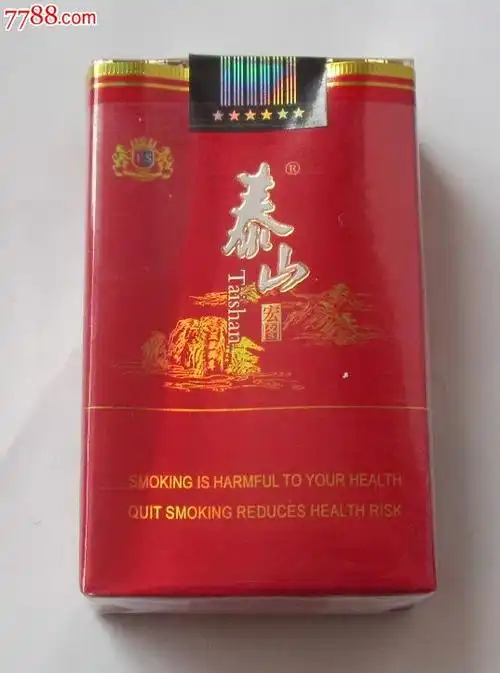 7788.com
泰山®
Taishan
宏图
SMOKING IS HARMFUL TO YOUR HEALTH
QUIT SMOKING REDUCES HEALTH RISK